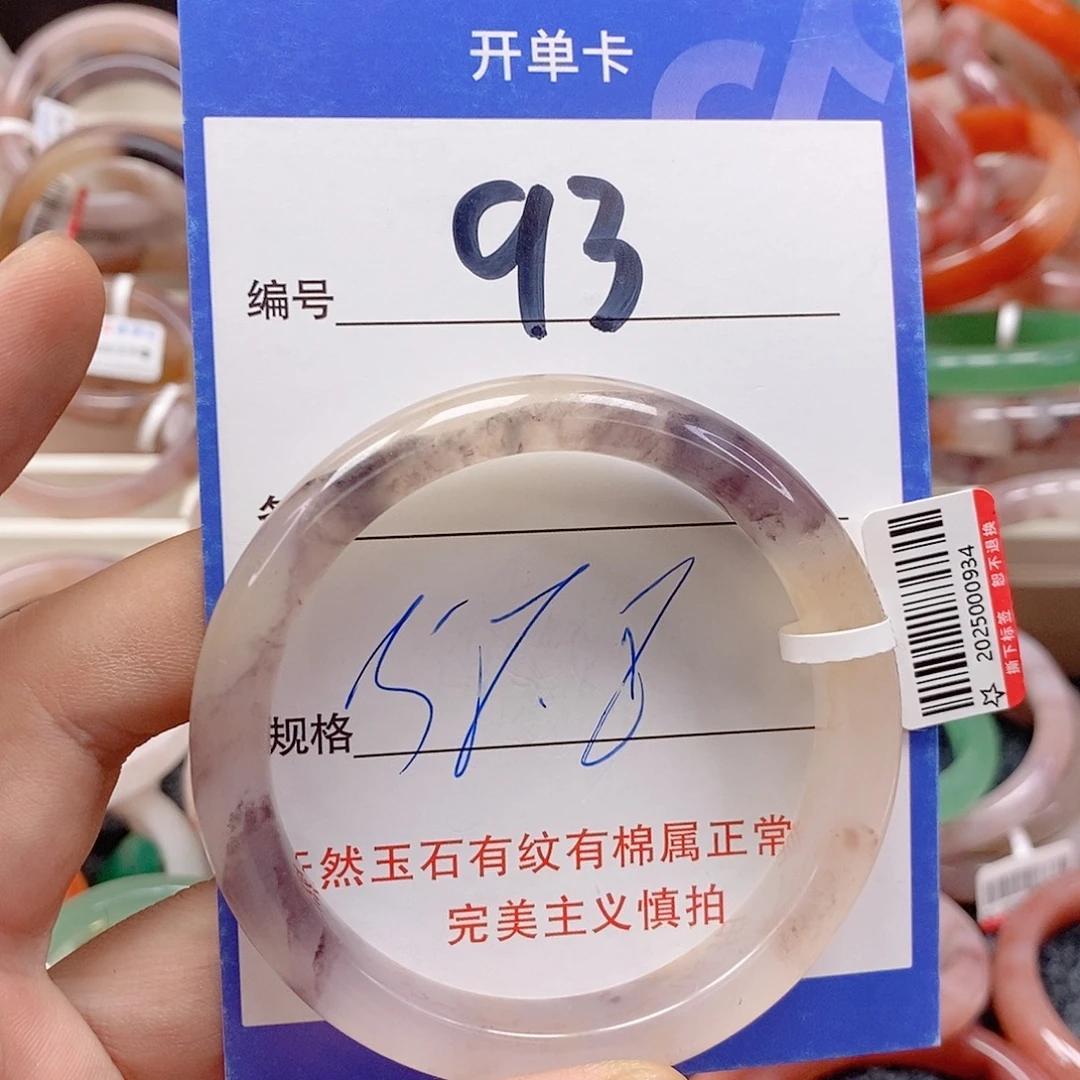 开单卡
编号 93
规格 57.8
天然玉石有纹有棉属正常
完美主义慎拍
2025000934
撕下标签 恕不退换